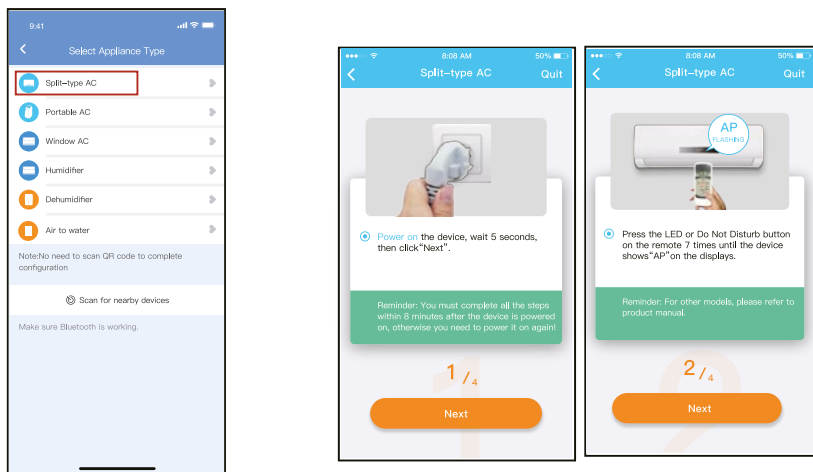 9:41
Select Appliance Type
Split-type AC
Portable AC
Window AC
Humidifier
Dehumidifier
Air to water
Note:No need to scan QR code to complete
configuration
Scan for nearby devices
Make sure Bluetooth is working.
8:08 AM
50%
Split-type AC
Quit
Power on the device, wait 5 seconds,
then click“Next”.
Reminder: You must complete all the steps
within 8 minutes after the device is powered
on, otherwise you need to power it on again!
1
1/4
Next
8:08 AM
50%
Split-type AC
Quit
AP
FLASHING
Press the LED or Do Not Disturb button
on the remote 7 times until the device
shows“AP”on the displays.
Reminder: For other models, please refer to
product manual.
2
2/4
Next